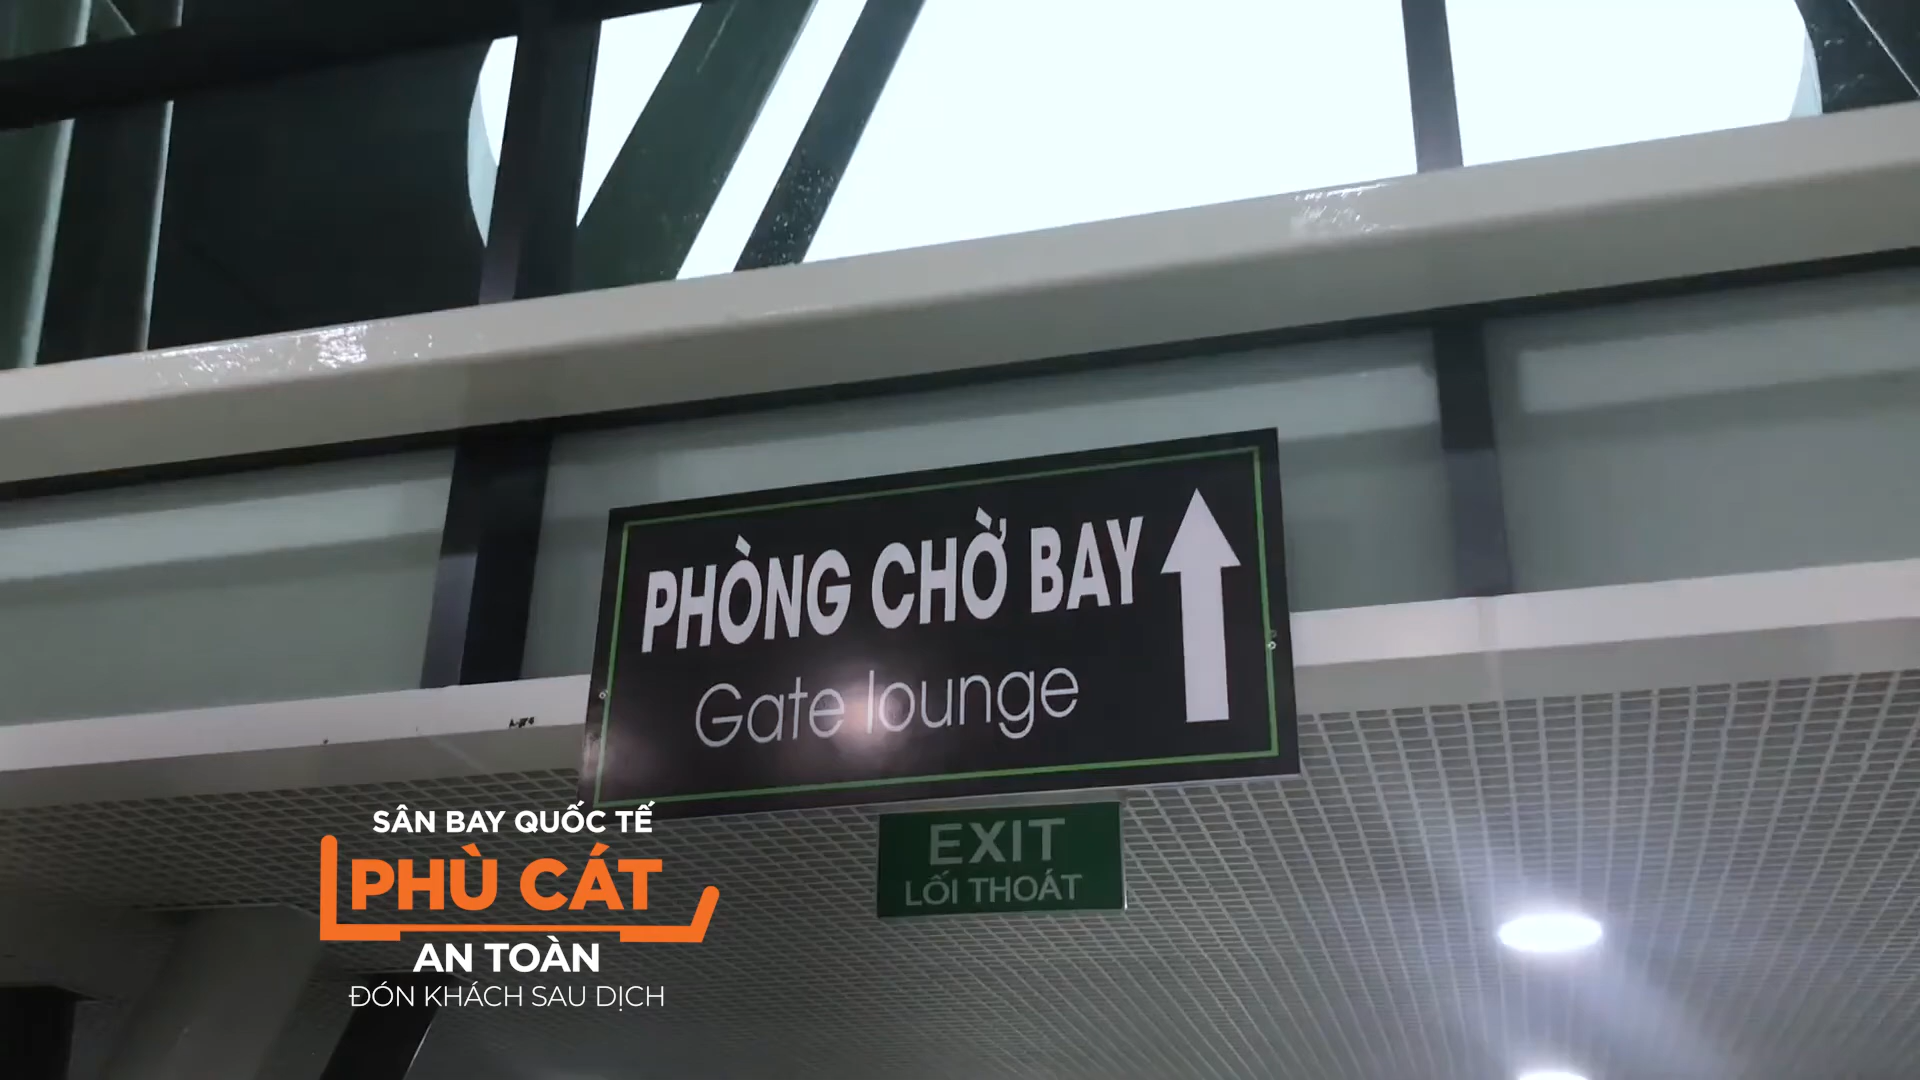 PHÒNG CHỜ BAY
Gate lounge
EXIT
LỐI THOÁT
SÂN BAY QUỐC TẾ
PHÙ CÁT
AN TOÀN
ĐÓN KHÁCH SAU DỊCH